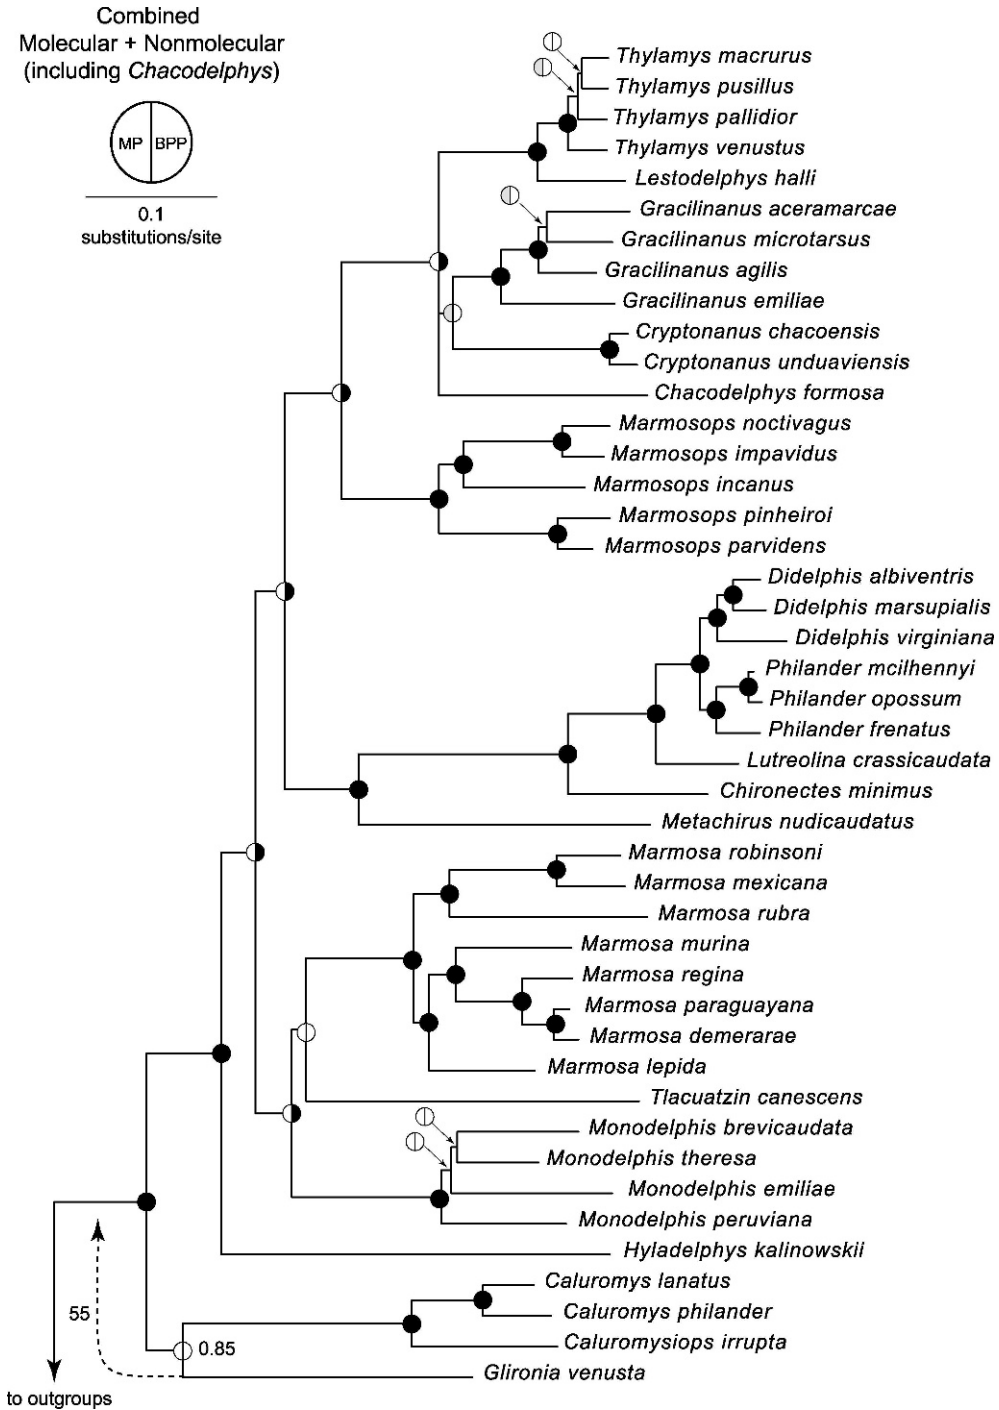 Combined
Molecular + Nonmolecular
(including Chacodelphys)
MP BPP
0.1
substitutions/site
Thylamys macrurus
Thylamys pusillus
Thylamys pallidior
Thylamys venustus
Lestodelphys halli
Gracilinanus aceramarcae
Gracilinanus microtarsus
Gracilinanus agilis
Gracilinanus emiliae
Cryptonanus chacoensis
Cryptonanus unduaviensis
Chacodelphys formosa
Marmosops noctivagus
Marmosops impavidus
Marmosops incanus
Marmosops pinheiroi
Marmosops parvidens
Didelphis albiventris
Didelphis marsupialis
Didelphis virginiana
Philander mcilhennyi
Philander opossum
Philander frenatus
Lutreolina crassicaudata
Chironectes minimus
Metachirus nudicaudatus
Marmosa robinsoni
Marmosa mexicana
Marmosa rubra
Marmosa murina
Marmosa regina
Marmosa paraguayana
Marmosa demerarae
Marmosa lepida
Tlacuatzin canescens
Monodelphis brevicaudata
Monodelphis theresa
Monodelphis emiliae
Monodelphis peruviana
Hyladelphys kalinowskii
Caluromys lanatus
Caluromys philander
Caluromysiops irrupta
Glironia venusta
55
0.85
to outgroups